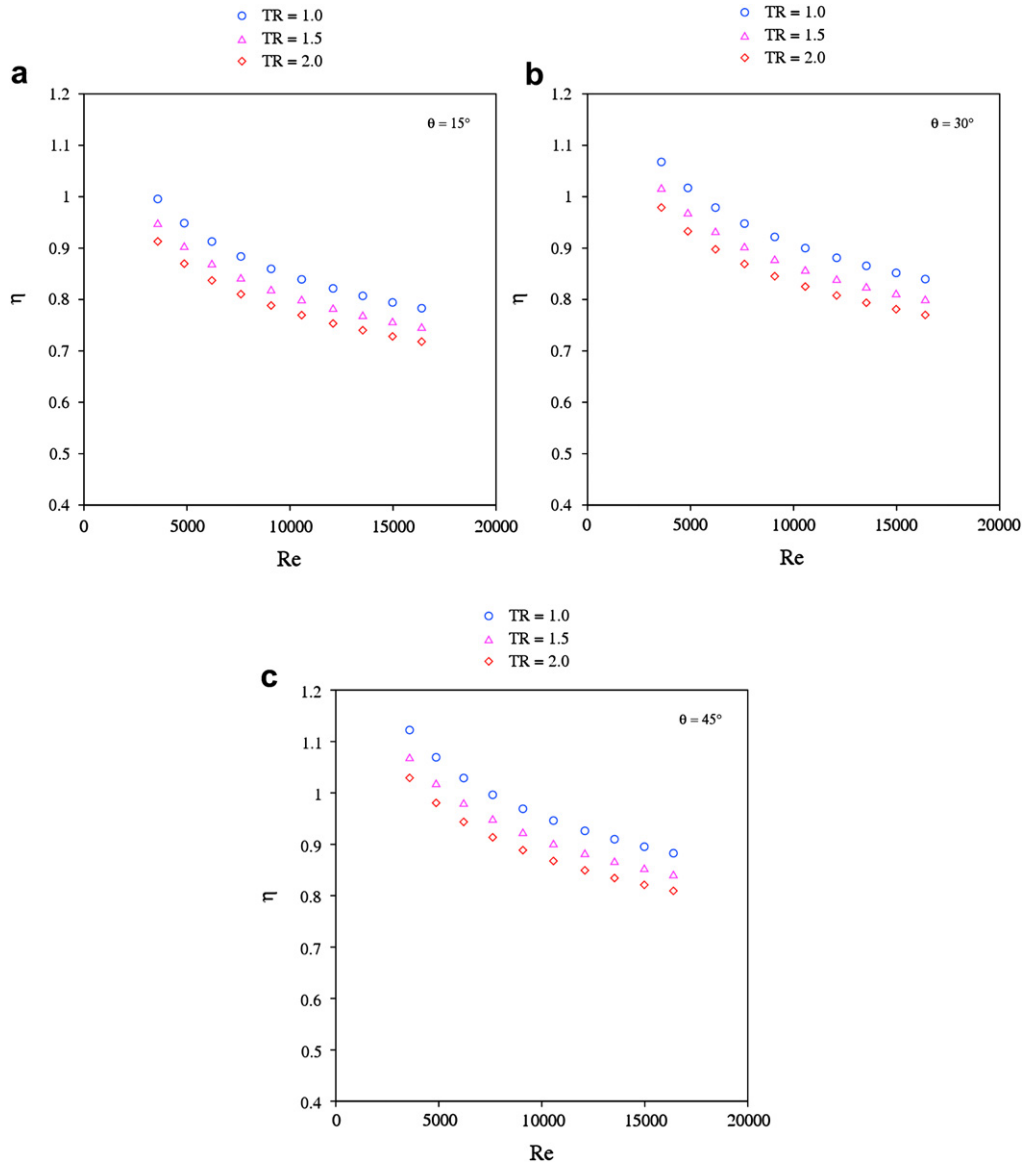 TR = 1.0
TR = 1.5
TR = 2.0
a
θ = 15°
1.2
1.1
1
0.9
0.8
0.7
0.6
0.5
0.4
η
0
5000
10000
15000
20000
Re
TR = 1.0
TR = 1.5
TR = 2.0
b
θ = 30°
1.2
1.1
1
0.9
0.8
0.7
0.6
0.5
0.4
η
0
5000
10000
15000
20000
Re
TR = 1.0
TR = 1.5
TR = 2.0
c
θ = 45°
1.2
1.1
1
0.9
0.8
0.7
0.6
0.5
0.4
η
0
5000
10000
15000
20000
Re